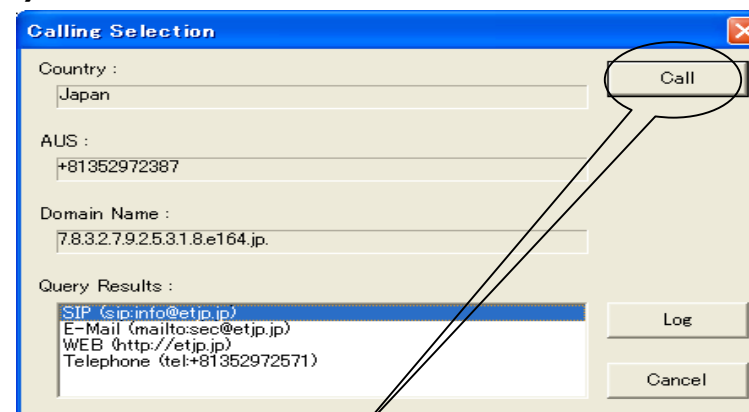 Calling Selection
Country :
Japan
Call
AUS :
+81352972387
Domain Name :
7.8.3.2.7.9.2.5.3.1.8.e164.jp.
Query Results :
SIP (sip:info@etjp.jp)
E-Mail (mailto:sec@etjp.jp)
WEB (http://etjp.jp)
Telephone (tel:+81352972571)
Log
Cancel